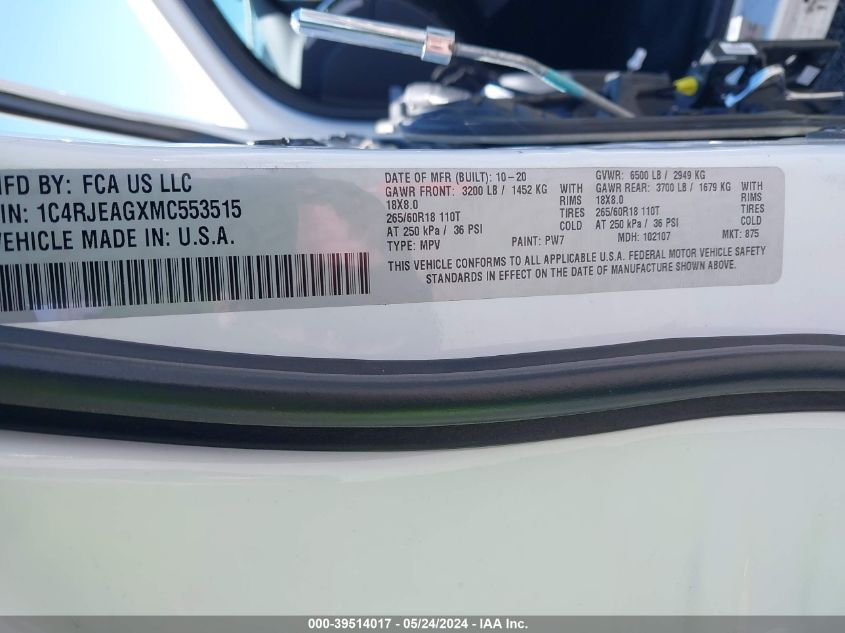 MFD BY: FCA US LLC
VIN: 1C4RJEAGXMC553515
VEHICLE MADE IN: U.S.A.
DATE OF MFR (BUILT): 10-20 GVWR: 6500 LB / 2949 KG
GAWR FRONT: 3200 LB / 1452 KG GAWR REAR: 3700 LB / 1679 KG
18X8.0 RIMS 18X8.0 RIMS
265/60R18 110T TIRES 265/60R18 110T TIRES
AT 250 kPa / 36 PSI COLD AT 250 kPa / 36 PSI COLD
TYPE: MPV PAINT: PW7 MDH: 102107 MKT: 875
THIS VEHICLE CONFORMS TO ALL APPLICABLE U.S.A. FEDERAL MOTOR VEHICLE SAFETY
STANDARDS IN EFFECT ON THE DATE OF MANUFACTURE SHOWN ABOVE.
000-39514017 - 05/24/2024 - IAA Inc.